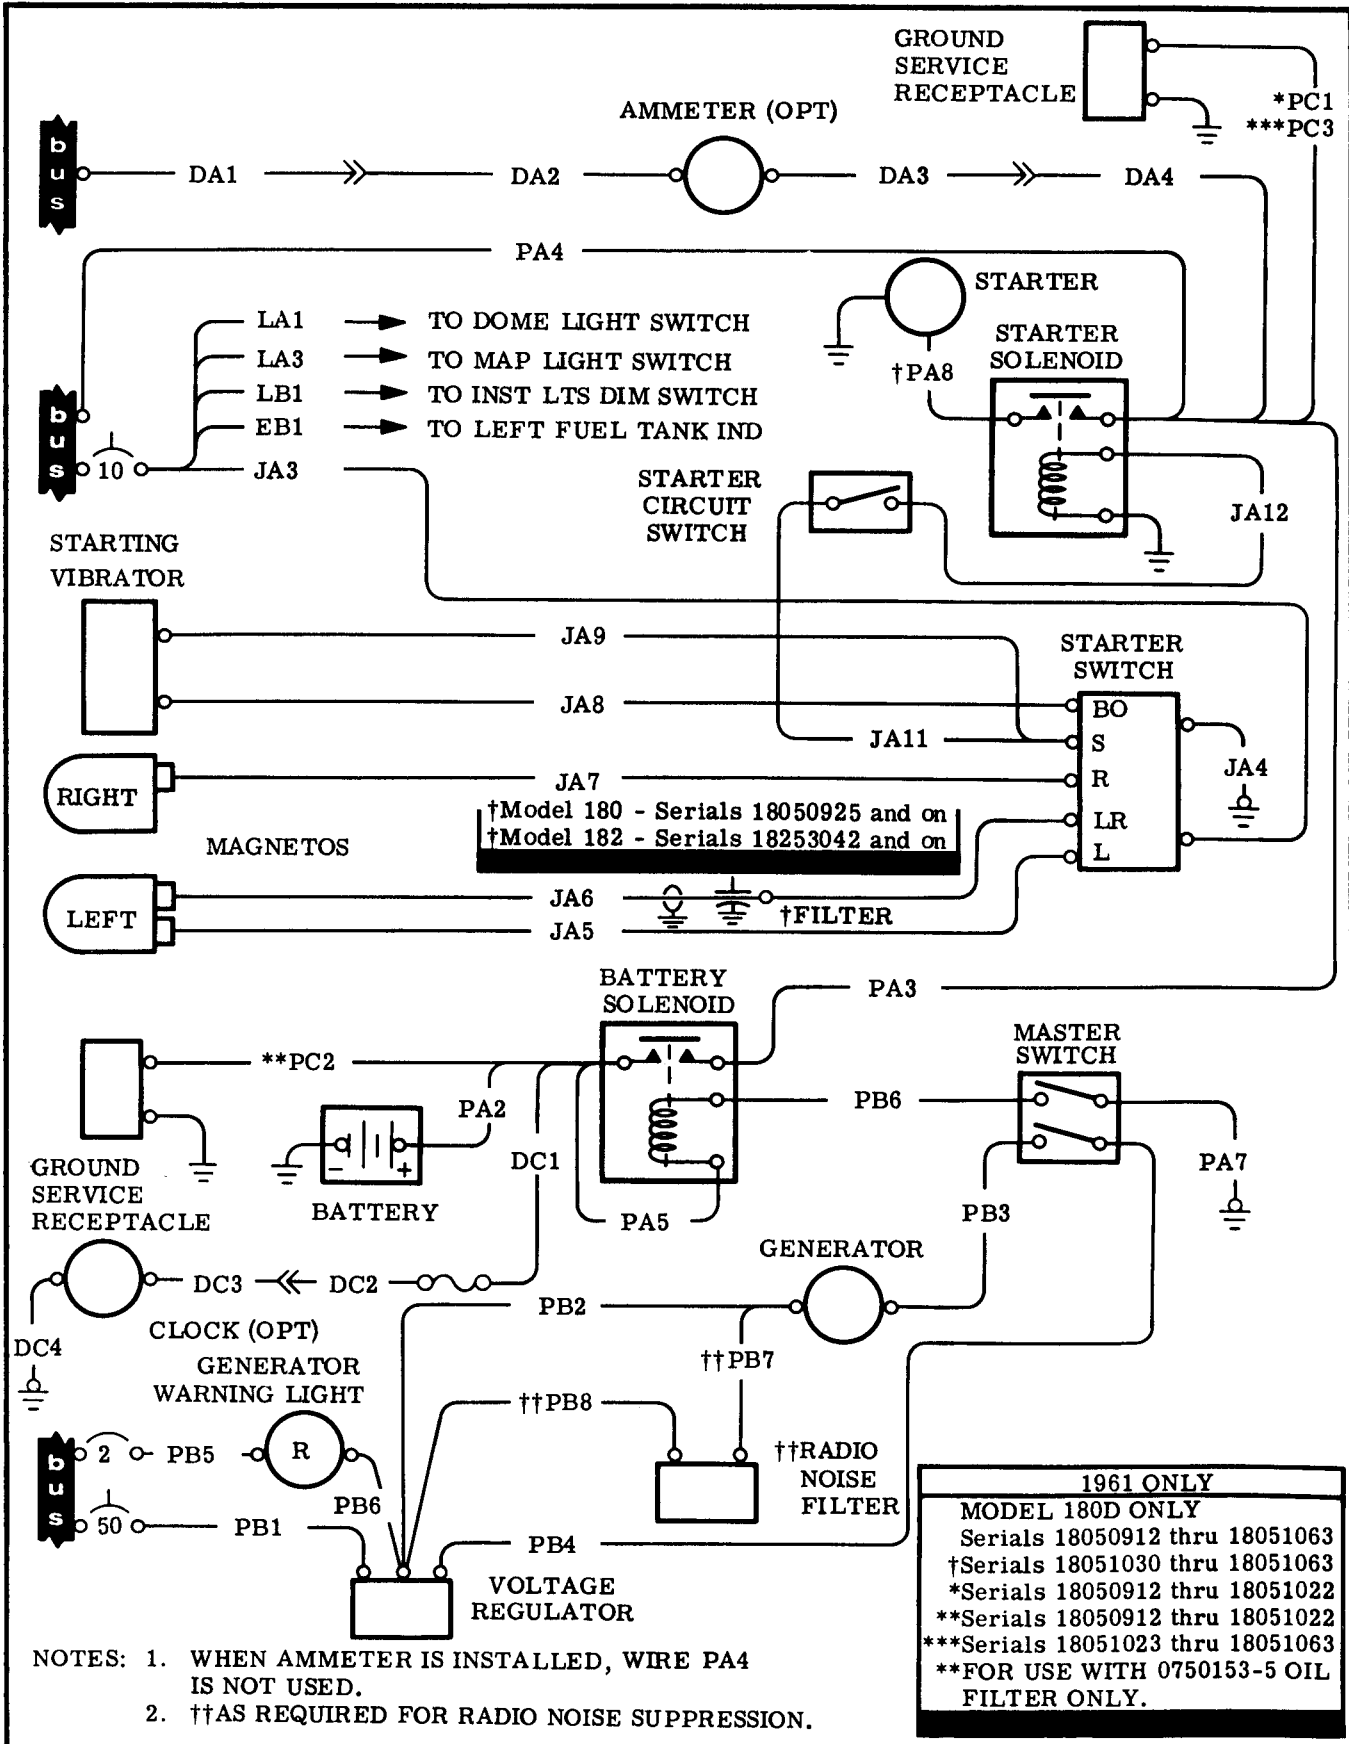 GROUND
SERVICE
RECEPTACLE
*PC1
***PC3
AMMETER (OPT)
bus
DA1
DA2
DA3
DA4
PA4
STARTER
STARTER
SOLENOID
†PA8
LA1
TO DOME LIGHT SWITCH
LA3
TO MAP LIGHT SWITCH
LB1
TO INST LTS DIM SWITCH
EB1
TO LEFT FUEL TANK IND
bus
10
JA3
STARTER
CIRCUIT
SWITCH
JA12
STARTING
VIBRATOR
JA9
STARTER
SWITCH
JA8
BO
JA11
S
JA4
RIGHT
JA7
R
†Model 180 - Serials 18050925 and on
†Model 182 - Serials 18253042 and on
LR
MAGNETOS
L
LEFT
JA6
†FILTER
JA5
BATTERY
SOLENOID
PA3
MASTER
SWITCH
**PC2
PA2
PB6
DC1
PA7
GROUND
SERVICE
RECEPTACLE
- +
BATTERY
PA5
PB3
GENERATOR
DC3
DC2
PB2
CLOCK (OPT)
DC4
††PB7
GENERATOR
WARNING LIGHT
††PB8
bus
2
PB5
R
PB6
††RADIO
NOISE
FILTER
50
PB1
PB4
VOLTAGE
REGULATOR
1961 ONLY
MODEL 180D ONLY
Serials 18050912 thru 18051063
†Serials 18051030 thru 18051063
*Serials 18050912 thru 18051022
**Serials 18050912 thru 18051022
***Serials 18051023 thru 18051063
**FOR USE WITH 0750153-5 OIL
FILTER ONLY.
NOTES: 1. WHEN AMMETER IS INSTALLED, WIRE PA4
IS NOT USED.
2. ††AS REQUIRED FOR RADIO NOISE SUPPRESSION.